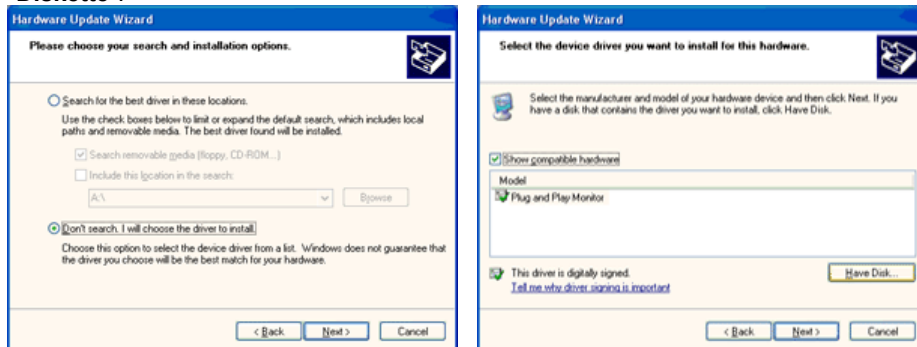 Hardware Update Wizard
Please choose your search and installation options.
Search for the best driver in these locations.
Use the check boxes below to limit or expand the default search, which includes local
paths and removable media. The best driver found will be installed.
Search removable media (floppy, CD-ROM...)
Include this location in the search:
A:\
Browse
Don't search. I will choose the driver to install.
Choose this option to select the device driver from a list. Windows does not guarantee that
the driver you choose will be the best match for your hardware.
< Back
Next >
Cancel
Hardware Update Wizard
Select the device driver you want to install for this hardware.
Select the manufacturer and model of your hardware device and then click Next. If you
have a disk that contains the driver you want to install, click Have Disk.
Show compatible hardware
Model
Plug and Play Monitor
This driver is digitally signed.
Have Disk...
Tell me why driver signing is important
< Back
Next >
Cancel